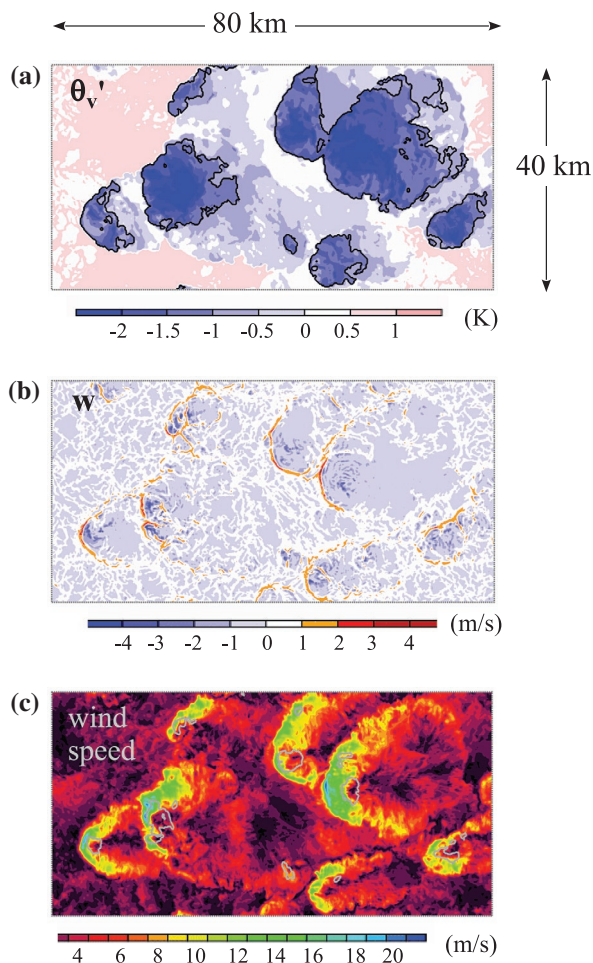 80 km
(a)
θv'
40 km
-2 -1.5 -1 -0.5 0 0.5 1 (K)
(b)
w
-4 -3 -2 -1 0 1 2 3 4 (m/s)
(c)
wind
speed
4 6 8 10 12 14 16 18 20 (m/s)